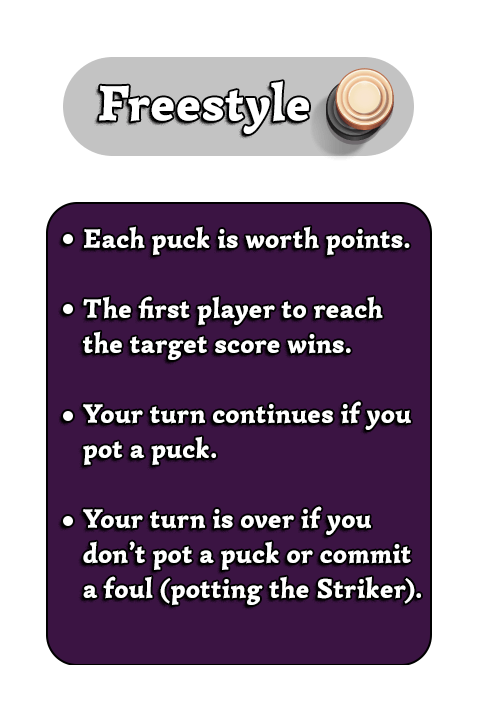 Freestyle
• Each puck is worth points.
• The first player to reach
the target score wins.
• Your turn continues if you
pot a puck.
• Your turn is over if you
don’t pot a puck or commit
a foul (potting the Striker).